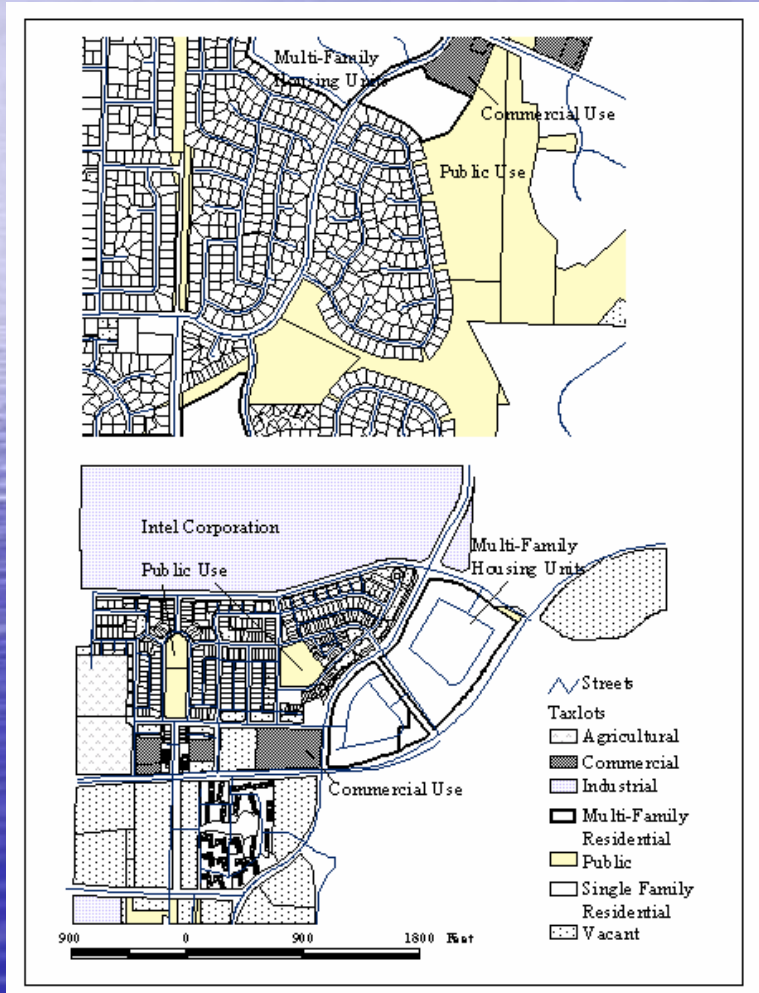 Multi-Family
Housing Units
Commercial Use
Public Use
Intel Corporation
Public Use
Multi-Family
Housing Units
Commercial Use
Streets
Taxlots
Agricultural
Commercial
Industrial
Multi-Family
Residential
Public
Single Family
Residential
Vacant
900 0 900 1800 Feet